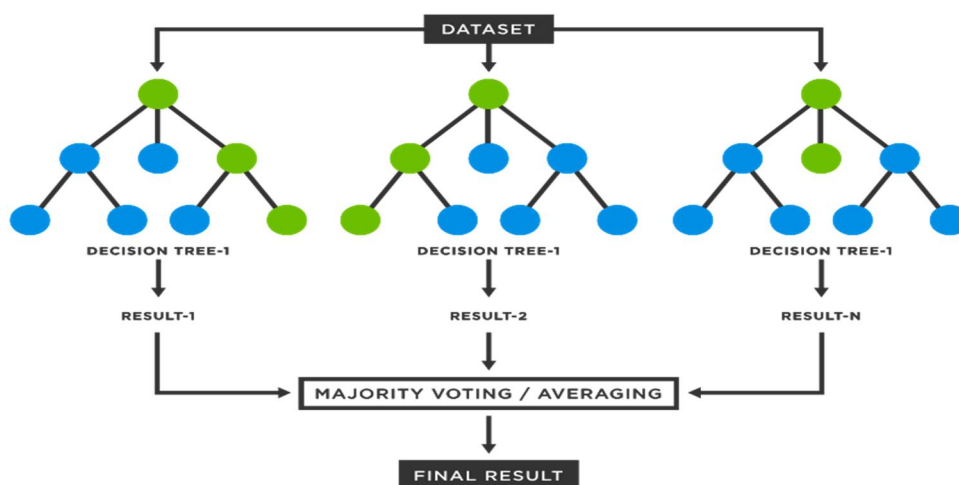 DATASET
DECISION TREE-1
DECISION TREE-1
DECISION TREE-1
RESULT-1
RESULT-2
RESULT-N
MAJORITY VOTING / AVERAGING
FINAL RESULT